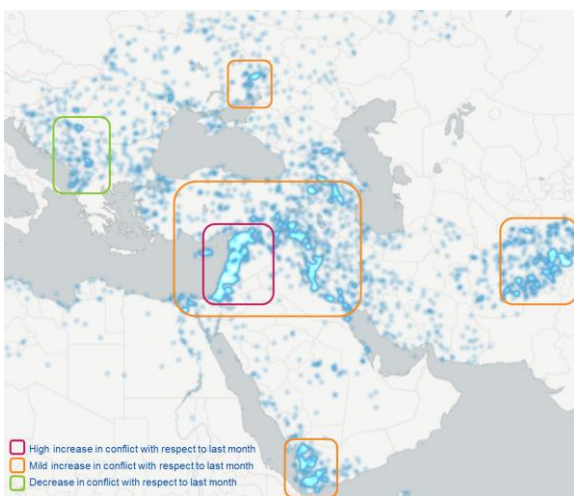 High increase in conflict with respect to last month
Mild increase in conflict with respect to last month
Decrease in conflict with respect to last month